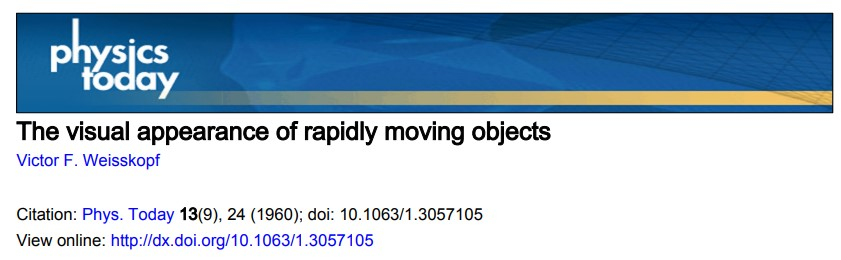 physics
today
The visual appearance of rapidly moving objects
Victor F. Weisskopf
Citation: Phys. Today 13(9), 24 (1960); doi: 10.1063/1.3057105
View online: http://dx.doi.org/10.1063/1.3057105